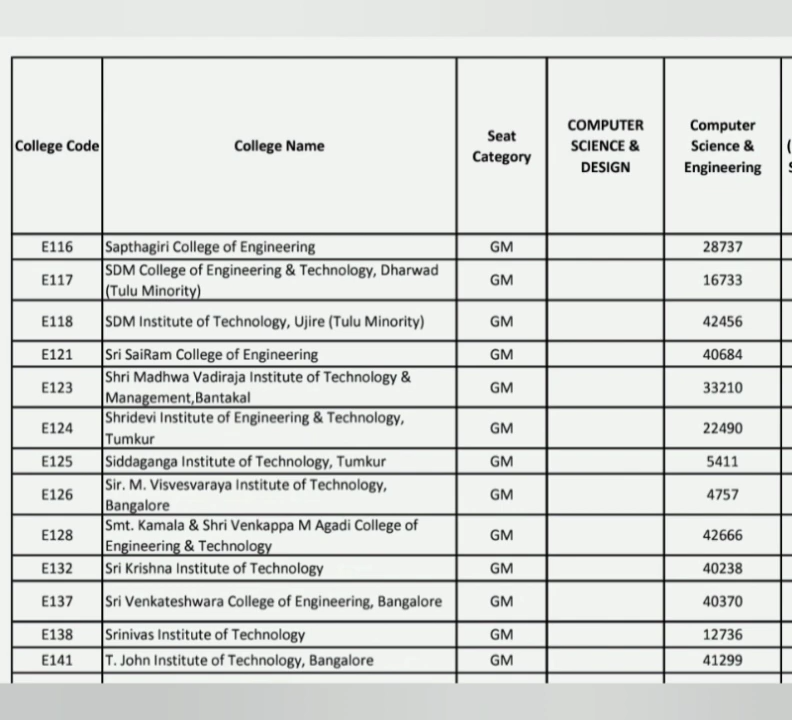 College Code College Name Seat Category COMPUTER SCIENCE & DESIGN Computer Science & Engineering (
E116 Sapthagiri College of Engineering GM 28737
E117 SDM College of Engineering & Technology, Dharwad (Tulu Minority) GM 16733
E118 SDM Institute of Technology, Ujire (Tulu Minority) GM 42456
E121 Sri SaiRam College of Engineering GM 40684
E123 Shri Madhwa Vadiraja Institute of Technology & Management,Bantakal GM 33210
E124 Shridevi Institute of Engineering & Technology, Tumkur GM 22490
E125 Siddaganga Institute of Technology, Tumkur GM 5411
E126 Sir. M. Visvesvaraya Institute of Technology, Bangalore GM 4757
E128 Smt. Kamala & Shri Venkappa M Agadi College of Engineering & Technology GM 42666
E132 Sri Krishna Institute of Technology GM 40238
E137 Sri Venkateshwara College of Engineering, Bangalore GM 40370
E138 Srinivas Institute of Technology GM 12736
E141 T. John Institute of Technology, Bangalore GM 41299